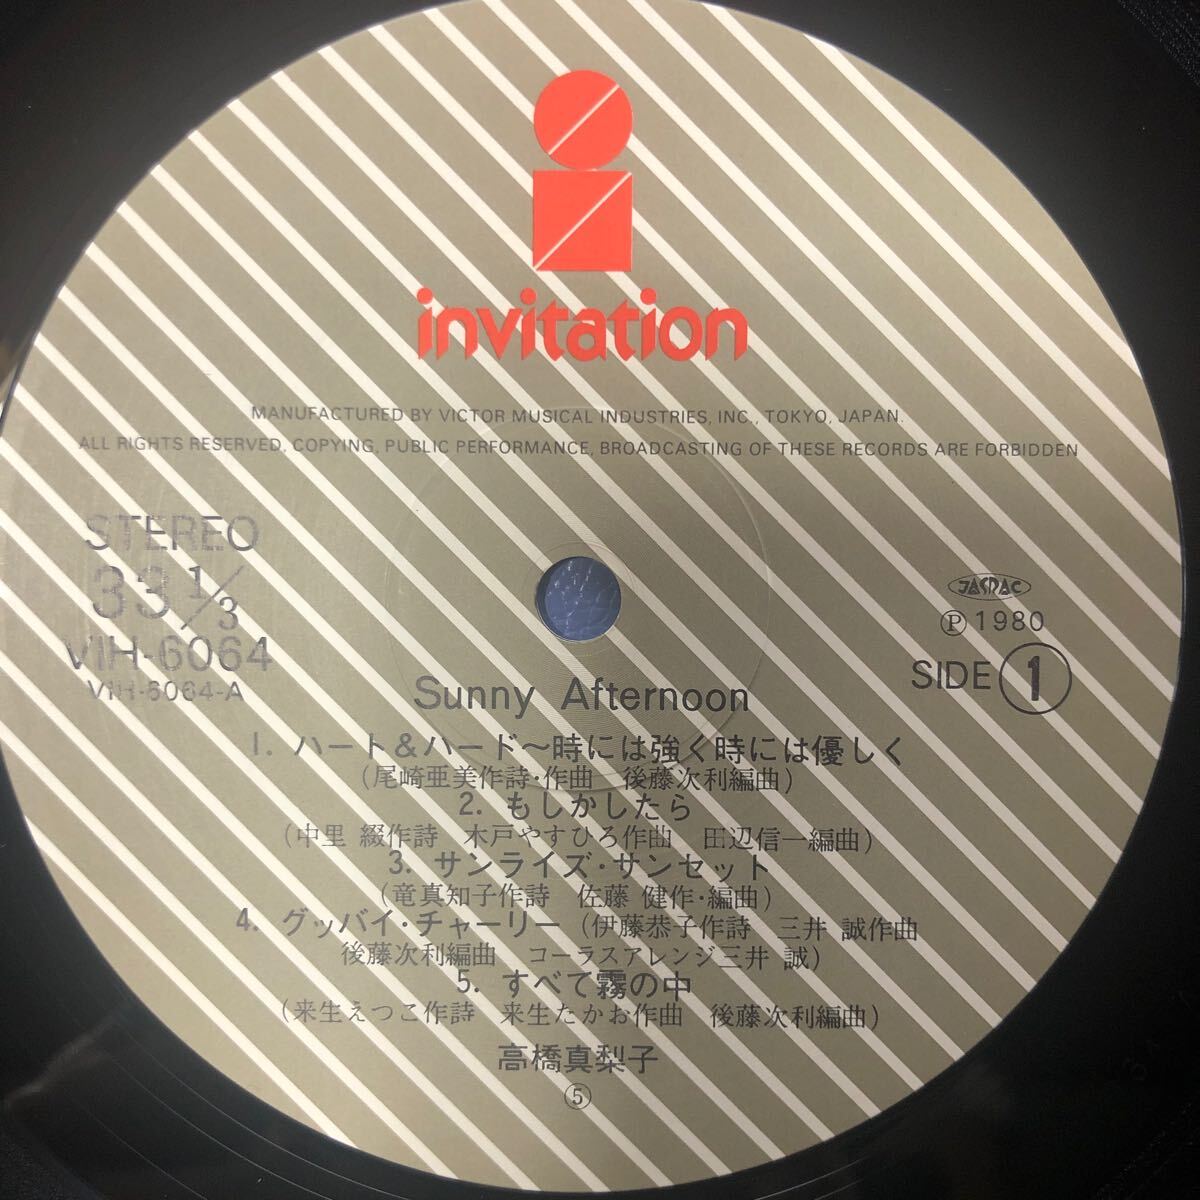 invitation
MANUFACTURED BY VICTOR MUSICAL INDUSTRIES, INC., TOKYO, JAPAN.
ALL RIGHTS RESERVED, COPYING, PUBLIC PERFORMANCE, BROADCASTING OF THESE RECORDS ARE FORBIDDEN
STEREO
33 1/3
VIH-6064
VIH-6064-A
JASRAC
Ⓟ 1980
SIDE 1
Sunny Afternoon
1. ハート&ハード〜時には強く時には優しく
(尾崎亜美作詩・作曲 後藤次利編曲)
2. もしかしたら
(中里 綴作詩 木戸やすひろ作曲 田辺信一編曲)
3. サンライズ・サンセット
(竜真知子作詩 佐藤 健作・編曲)
4. グッバイ・チャーリー (伊藤恭子作詩 三井 誠作曲
後藤次利編曲 コーラスアレンジ三井 誠)
5. すべて霧の中
(来生えつこ作詩 来生たかお作曲 後藤次利編曲)
高橋真梨子
⑤